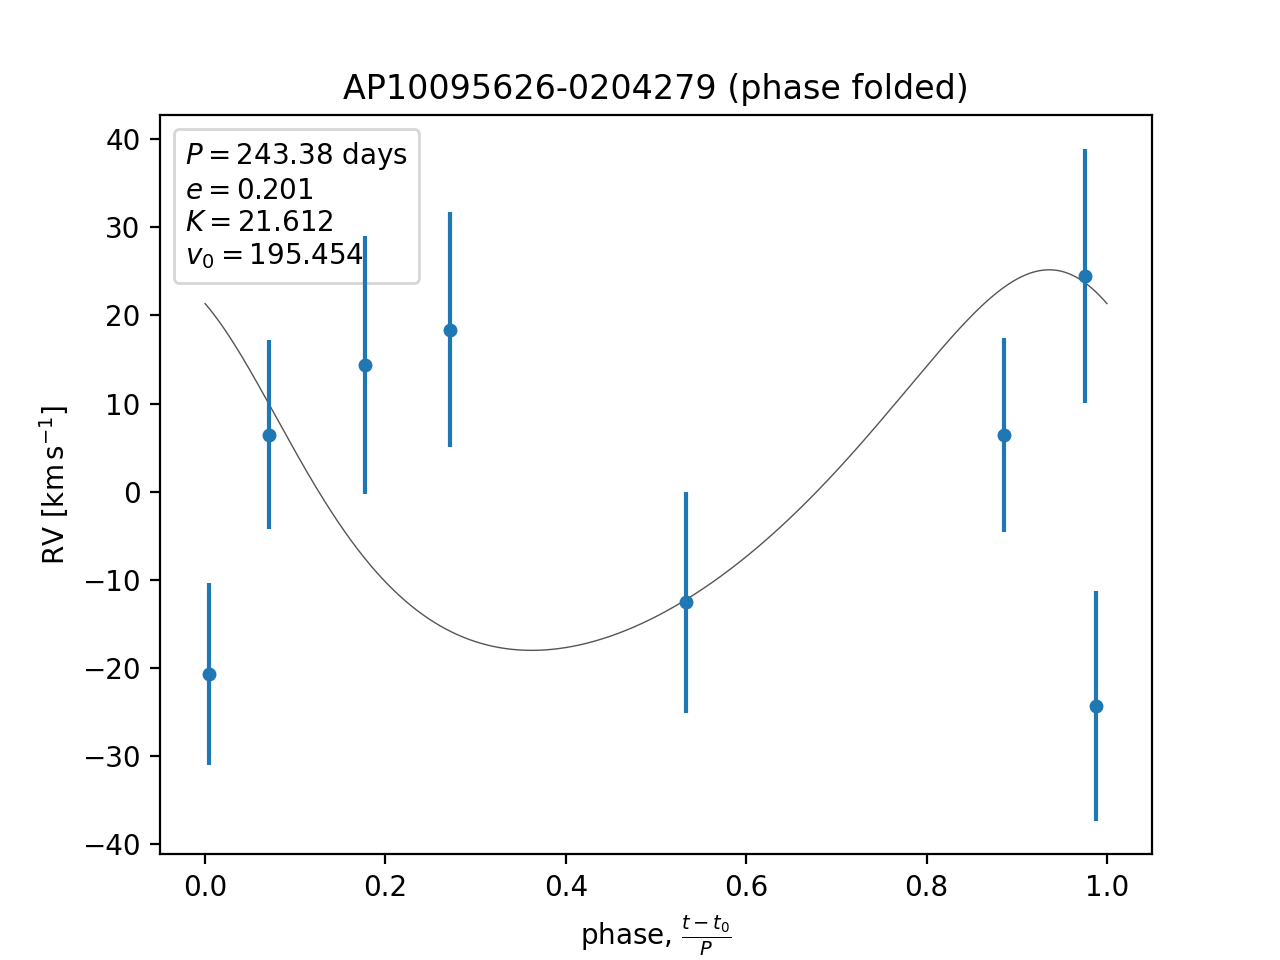 AP10095626-0204279 (phase folded)
P = 243.38 days
e = 0.201
K = 21.612
v₀ = 195.454
40
30
20
10
0
−10
−20
−30
−40
RV [km s⁻¹]
0.0 0.2 0.4 0.6 0.8 1.0
phase, (t − t₀)/P